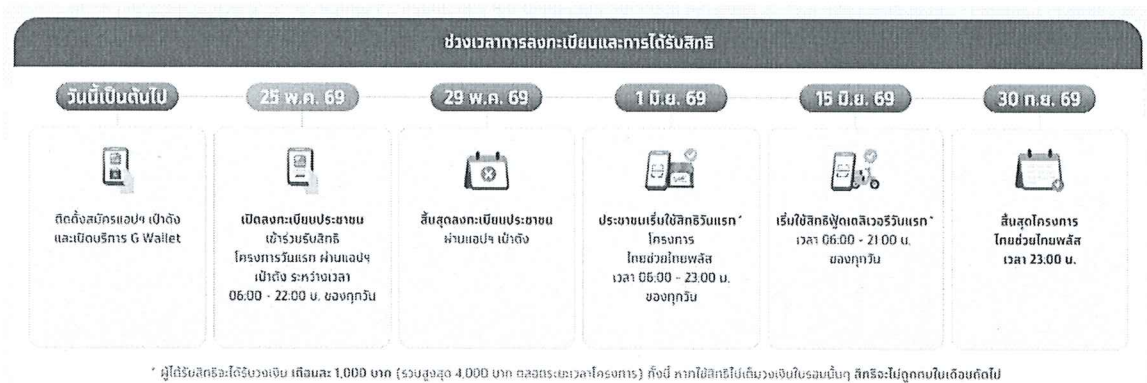 ช่วงเวลาการลงทะเบียนและการได้รับสิทธิ
วันนี้เป็นต้นไป
ติดตั้งสมัครแอปฯ เป๋าตัง
และเปิดบริการ G Wallet
25 พ.ค. 69
เปิดลงทะเบียนประชาชน
เข้าร่วมรับสิทธิ
โครงการวันแรก ผ่านแอปฯ
เป๋าตัง ระหว่างเวลา
06:00 - 22:00 น. ของทุกวัน
29 พ.ค. 69
สิ้นสุดลงทะเบียนประชาชน
ผ่านแอปฯ เป๋าตัง
1 มิ.ย. 69
ประชาชนเริ่มใช้สิทธิวันแรก*
โครงการ
ไทยช่วยไทยพลัส
เวลา 06:00 - 23:00 น.
ของทุกวัน
15 มิ.ย. 69
เริ่มใช้สิทธิฟู้ดเดลิเวอรีวันแรก*
เวลา 06:00 - 21:00 น.
ของทุกวัน
30 ก.ย. 69
สิ้นสุดโครงการ
ไทยช่วยไทยพลัส
เวลา 23:00 น.
* ผู้ได้รับสิทธิจะได้รับวงเงิน เดือนละ 1,000 บาท (รวมสูงสุด 4,000 บาท ตลอดระยะเวลาโครงการ) ทั้งนี้ หากใช้สิทธิไม่เต็มวงเงินในรอบนั้นๆ สิทธิจะไม่ถูกทบในเดือนถัดไป